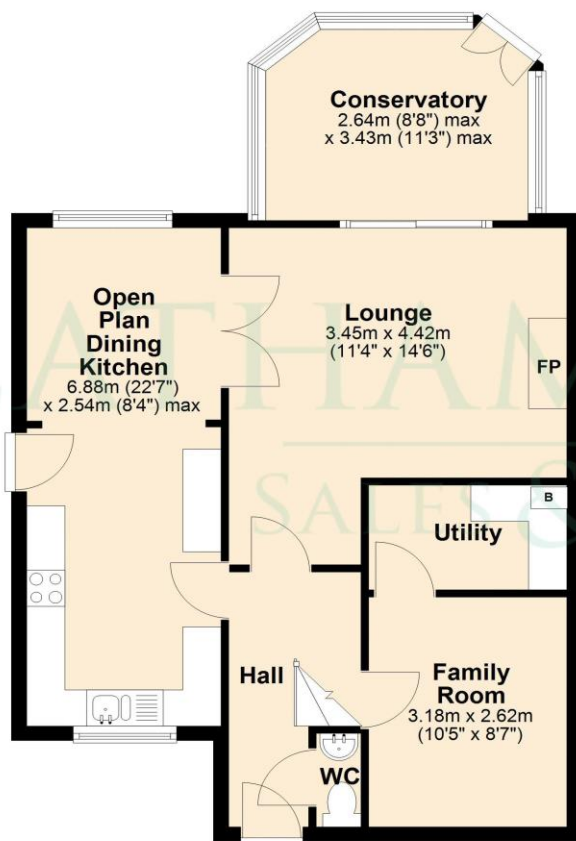 Conservatory
2.64m (8'8") max
x 3.43m (11'3") max
Open
Plan
Dining
Kitchen
6.88m (22'7")
x 2.54m (8'4") max
Lounge
3.45m x 4.42m
(11'4" x 14'6")
FP
SALES &
B
Utility
Hall
Family
Room
3.18m x 2.62m
(10'5" x 8'7")
WC